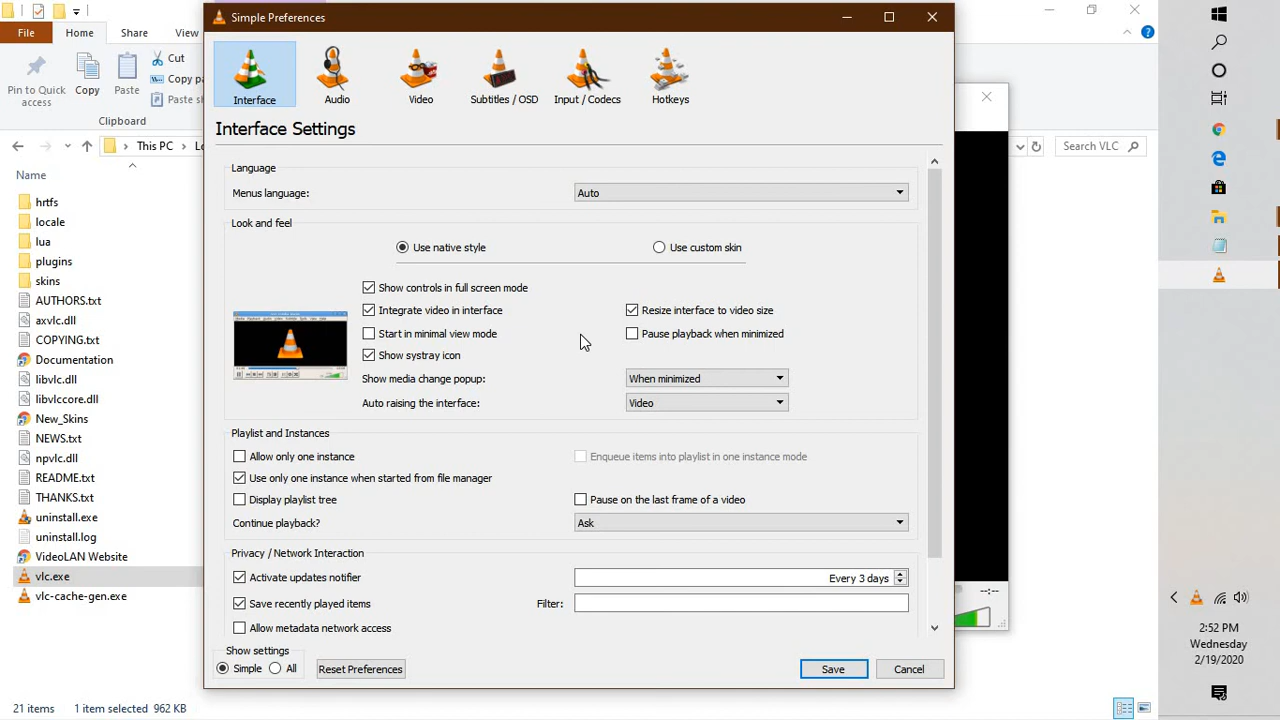 Simple Preferences
File
Home
Share
View
Pin to Quick access
Copy
Paste
Cut
Copy pa
Paste sh
Clipboard
This PC
Lo
Search VLC
Interface
Audio
Video
Subtitles / OSD
Input / Codecs
Hotkeys
Interface Settings
Name
hrtfs
locale
lua
plugins
skins
AUTHORS.txt
axvlc.dll
COPYING.txt
Documentation
libvlc.dll
libvlccore.dll
New_Skins
NEWS.txt
npvlc.dll
README.txt
THANKS.txt
uninstall.exe
uninstall.log
VideoLAN Website
vlc.exe
vlc-cache-gen.exe
Language
Menus language:
Auto
Look and feel
Use native style
Use custom skin
Show controls in full screen mode
Integrate video in interface
Resize interface to video size
Start in minimal view mode
Pause playback when minimized
Show systray icon
Show media change popup:
When minimized
Auto raising the interface:
Video
Playlist and Instances
Allow only one instance
Enqueue items into playlist in one instance mode
Use only one instance when started from file manager
Display playlist tree
Pause on the last frame of a video
Continue playback?
Ask
Privacy / Network Interaction
Activate updates notifier
Every 3 days
Save recently played items
Filter:
Allow metadata network access
Show settings
Simple
All
Reset Preferences
Save
Cancel
--:--
2:52 PM
Wednesday
2/19/2020
21 items
1 item selected 962 KB